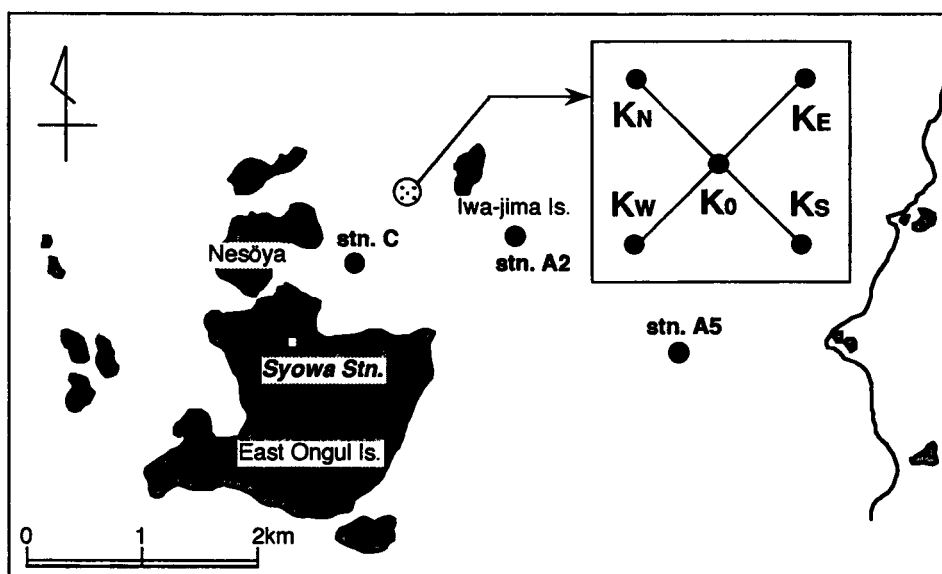 KN
KE
KW
K0
KS
Iwa-jima Is.
stn. C
Nesöya
stn. A2
stn. A5
Syowa Stn.
East Ongul Is.
0 1 2km